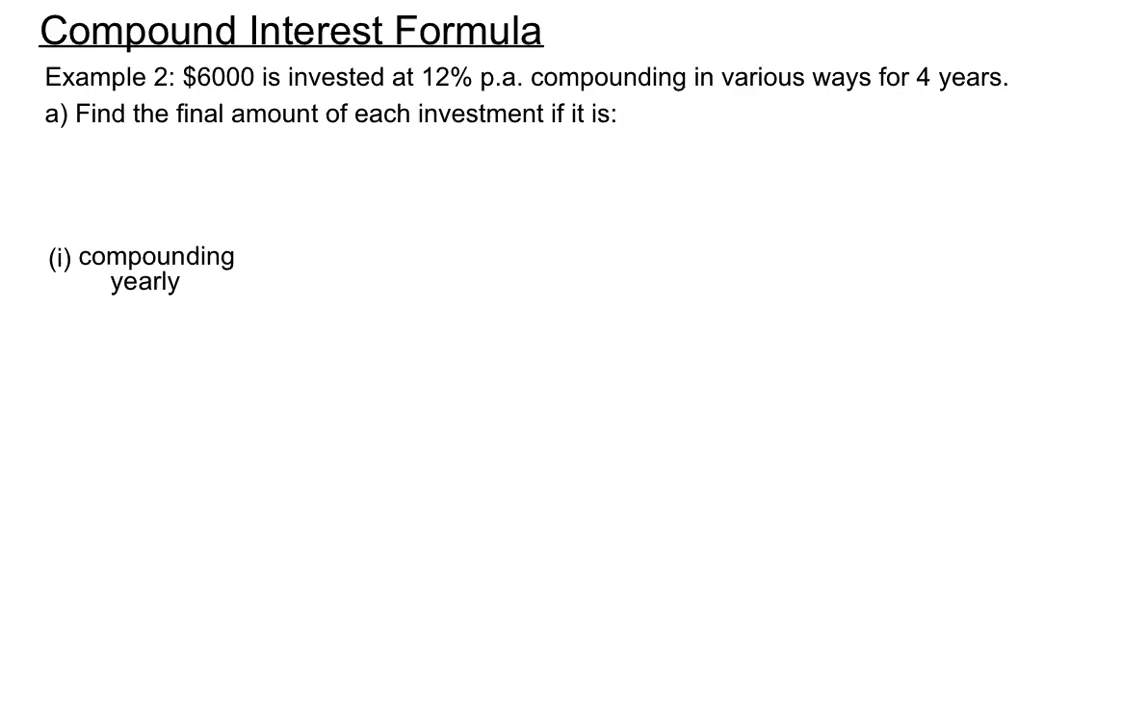 Compound Interest Formula
Example 2: $6000 is invested at 12% p.a. compounding in various ways for 4 years.
a) Find the final amount of each investment if it is:
(i) compounding
yearly